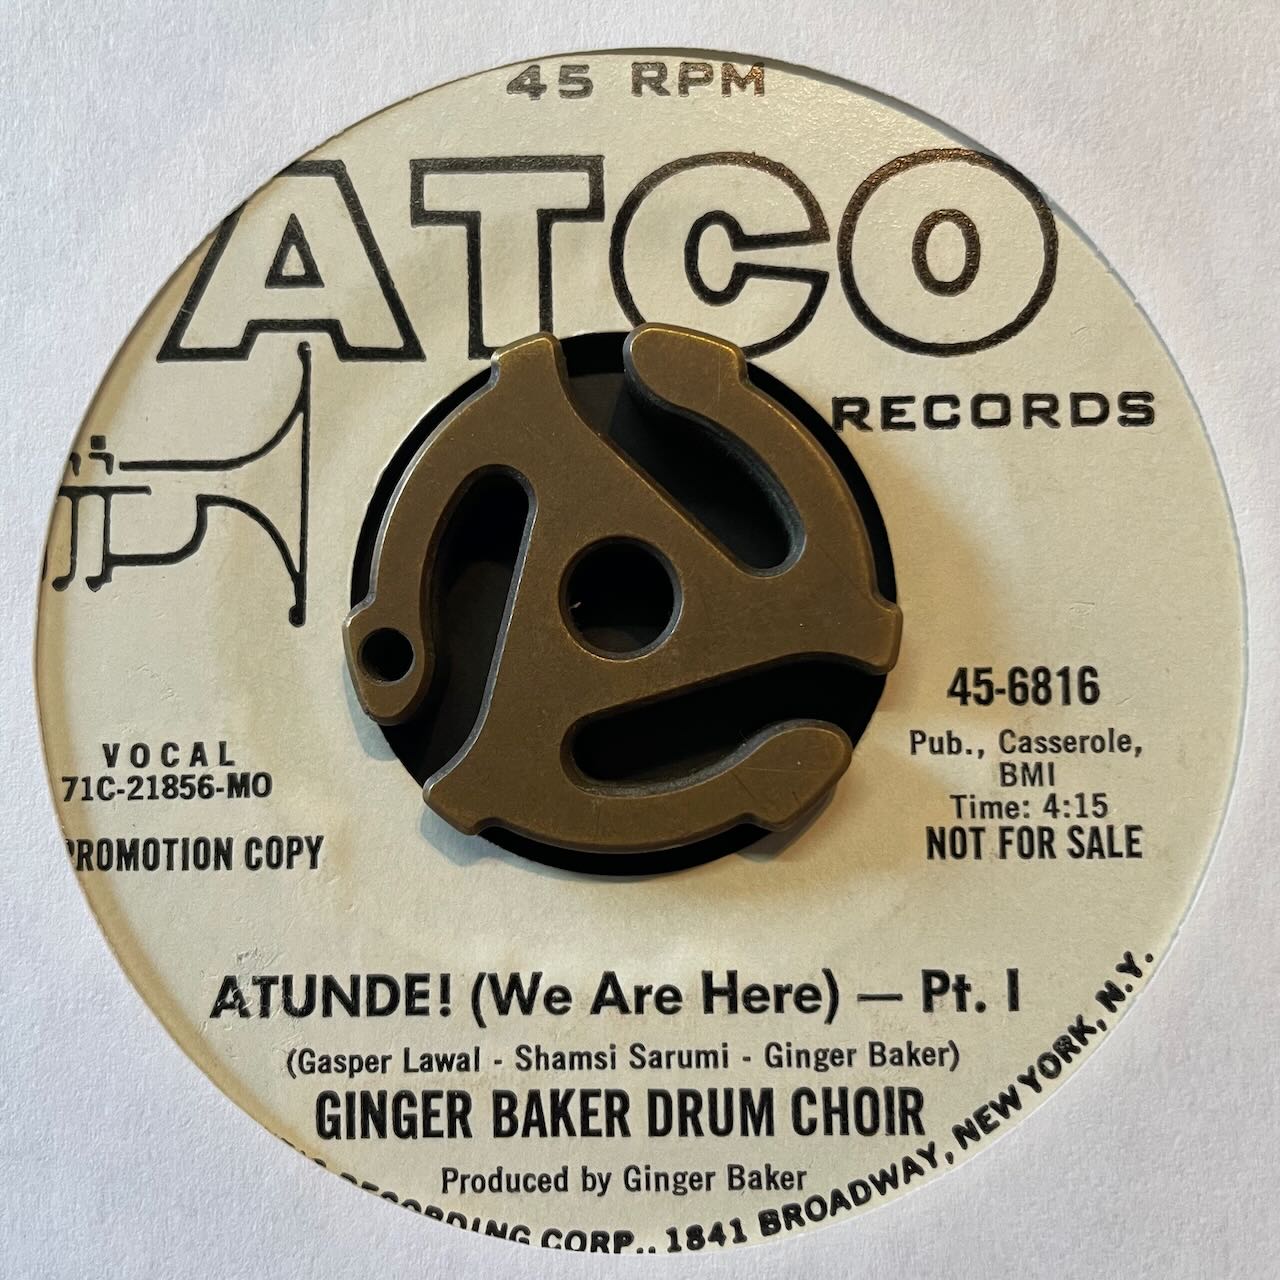 45 RPM
ATCO
RECORDS
45-6816
Pub., Casserole,
BMI
Time: 4:15
NOT FOR SALE
VOCAL
71C-21856-MO
PROMOTION COPY
ATUNDE! (We Are Here) — Pt. I
(Gasper Lawal - Shamsi Sarumi - Ginger Baker)
GINGER BAKER DRUM CHOIR
Produced by Ginger Baker
RECORDING CORP., 1841 BROADWAY, NEW YORK, N.Y.